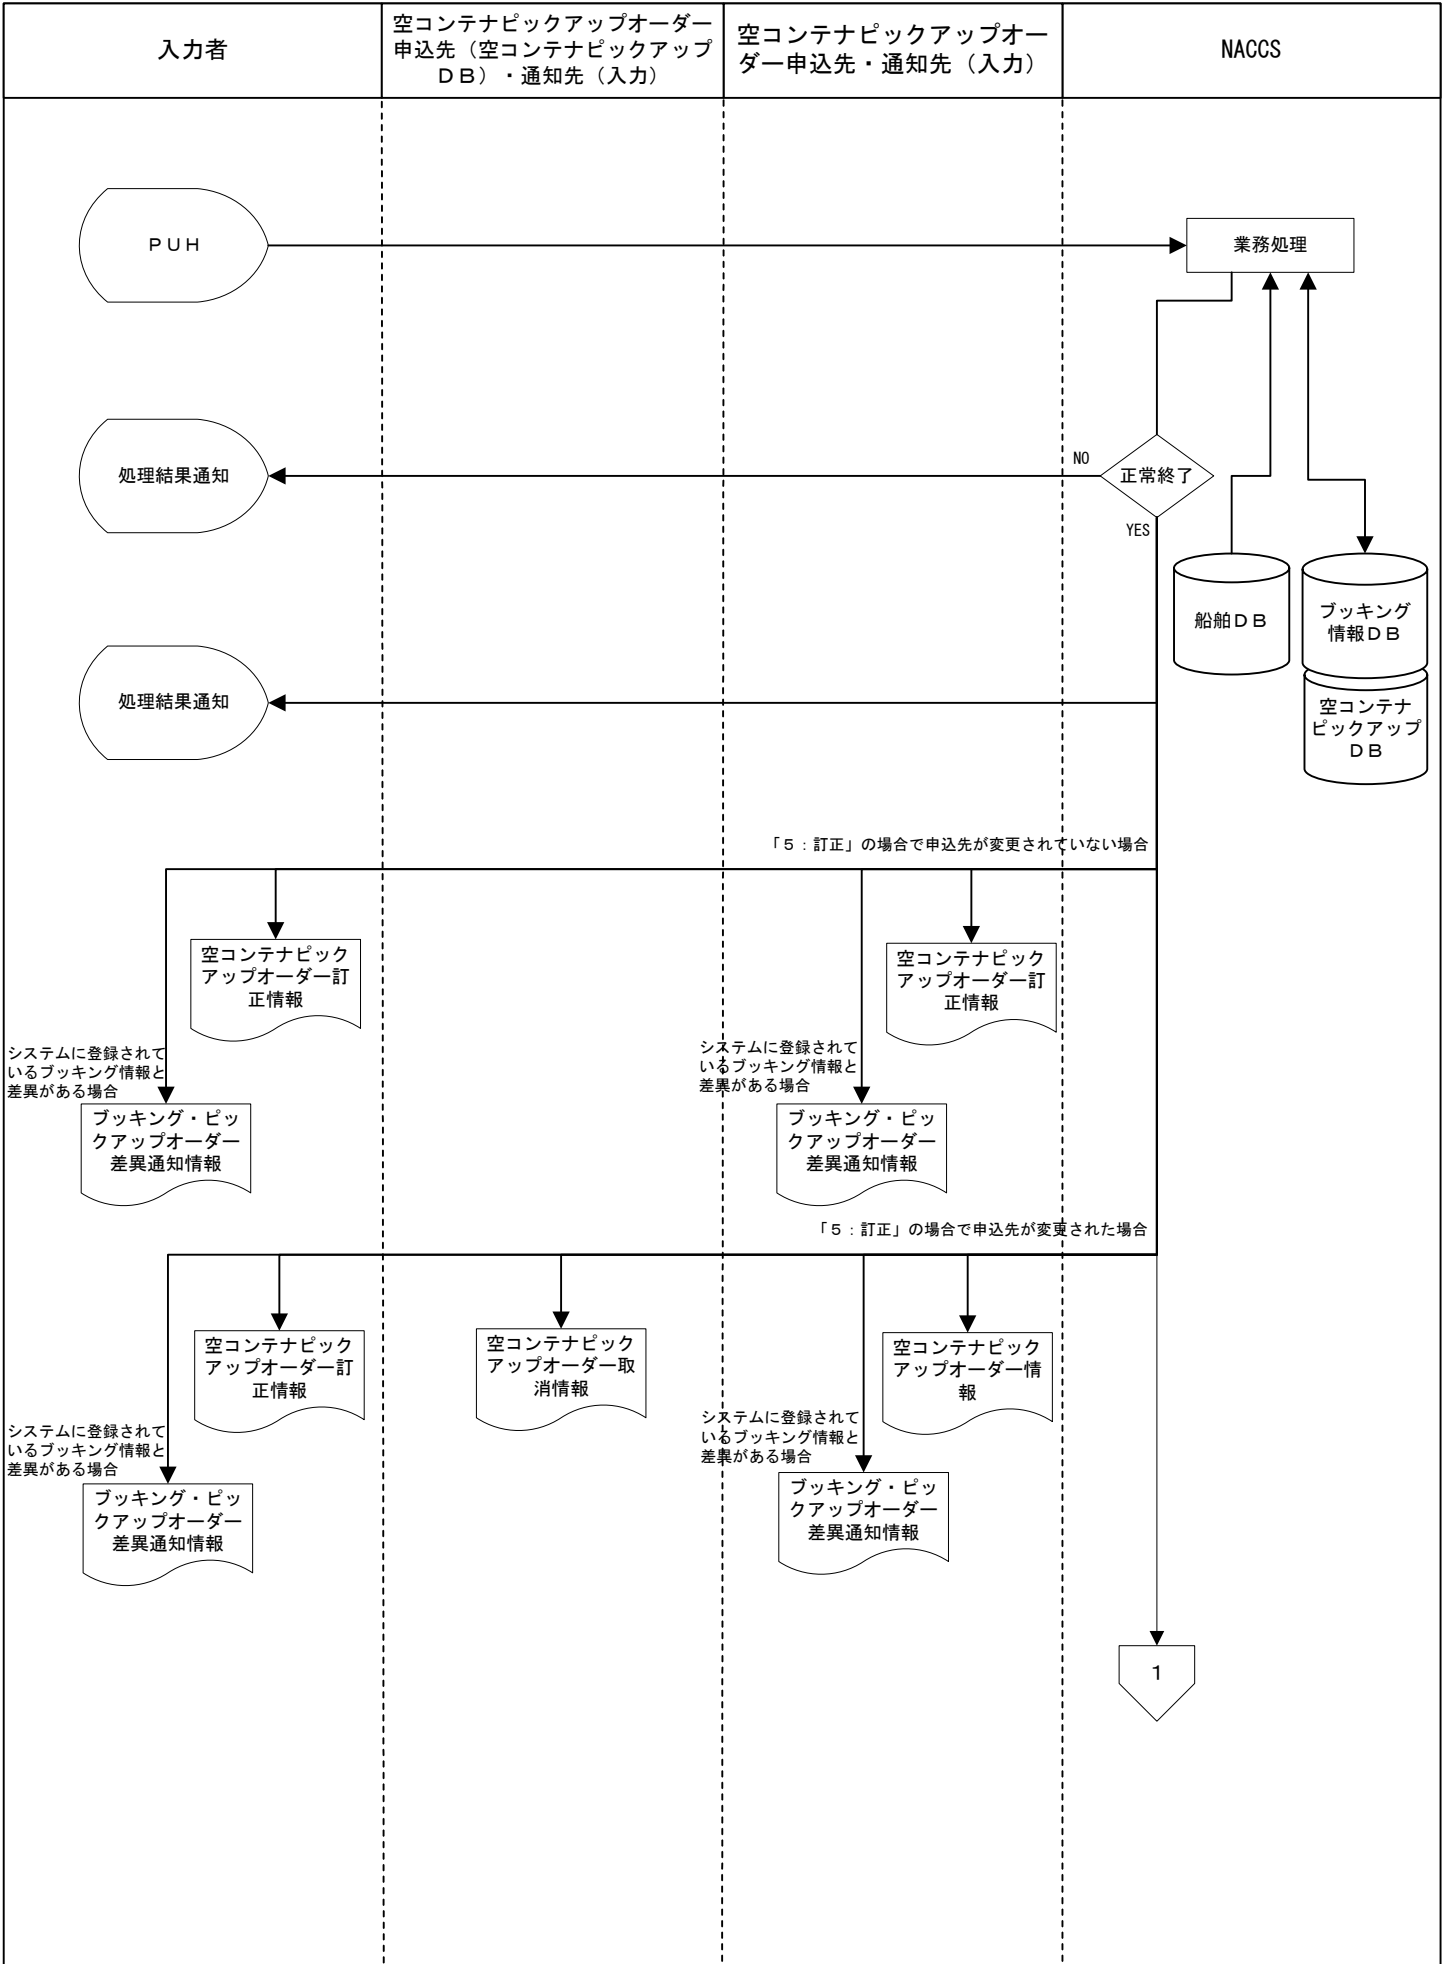 入力者
空コンテナピックアップオーダー
申込先（空コンテナピックアップ
ＤＢ）・通知先（入力）
空コンテナピックアップオー
ダー申込先・通知先（入力）
NACCS
ＰＵＨ
業務処理
処理結果通知
NO
正常終了
YES
船舶ＤＢ
ブッキング
情報ＤＢ
処理結果通知
空コンテナ
ピックアップ
ＤＢ
「５：訂正」の場合で申込先が変更されていない場合
空コンテナピック
アップオーダー訂
正情報
空コンテナピック
アップオーダー訂
正情報
システムに登録されて
いるブッキング情報と
差異がある場合
システムに登録されて
いるブッキング情報と
差異がある場合
ブッキング・ピッ
クアップオーダー
差異通知情報
ブッキング・ピッ
クアップオーダー
差異通知情報
「５：訂正」の場合で申込先が変更された場合
空コンテナピック
アップオーダー訂
正情報
空コンテナピック
アップオーダー取
消情報
空コンテナピック
アップオーダー情
報
システムに登録されて
いるブッキング情報と
差異がある場合
システムに登録されて
いるブッキング情報と
差異がある場合
ブッキング・ピッ
クアップオーダー
差異通知情報
ブッキング・ピッ
クアップオーダー
差異通知情報
１